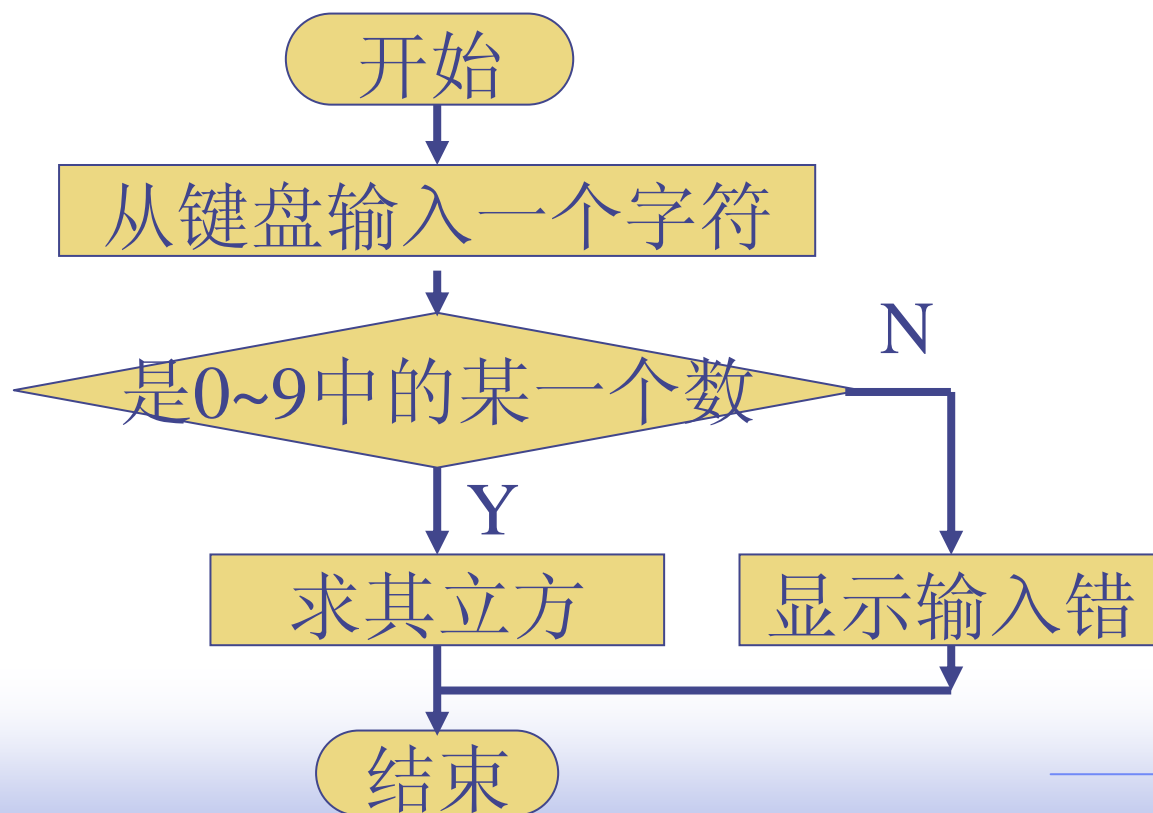 开始
从键盘输入一个字符
N
是0~9中的某一个数
Y
求其立方
显示输入错
结束